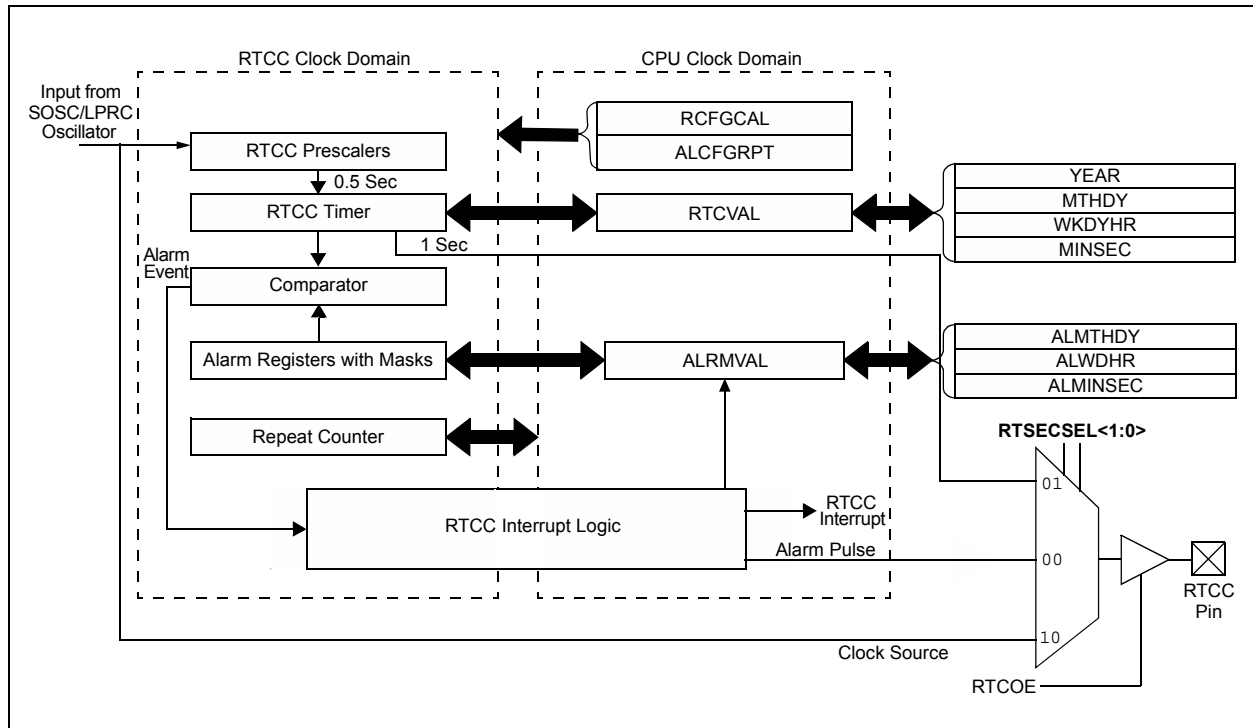 RTCC Clock Domain
CPU Clock Domain
Input from
SOSC/LPRC
Oscillator
RCFGCAL
ALCFGRPT
RTCC Prescalers
0.5 Sec
RTCC Timer
RTCVAL
YEAR
MTHDY
WKDYHR
MINSEC
1 Sec
Alarm
Event
Comparator
Alarm Registers with Masks
ALRMVAL
ALMTHDY
ALWDHR
ALMINSEC
Repeat Counter
RTSECSEL<1:0>
01
RTCC Interrupt Logic
RTCC
Interrupt
Alarm Pulse
00
RTCC
Pin
10
Clock Source
RTCOE